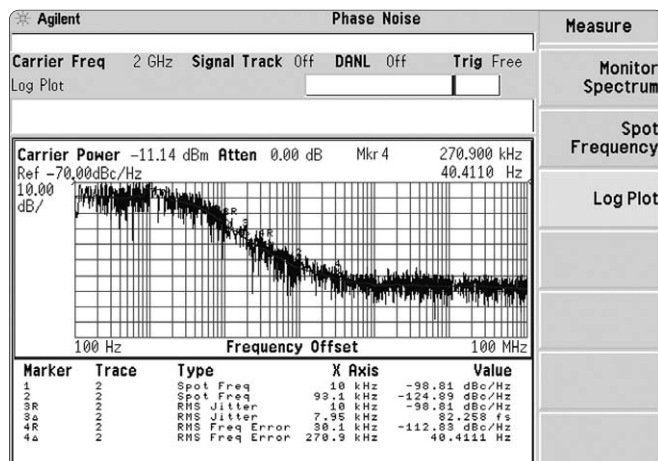 Agilent Phase Noise Measure
Carrier Freq 2 GHz Signal Track Off DANL Off Trig Free
Log Plot
Monitor Spectrum
Spot Frequency
Log Plot
Carrier Power -11.14 dBm Atten 0.00 dB Mkr 4 270.900 kHz
Ref -70.00dBc/Hz 40.4110 Hz
10.00
dB/
3R
3
4R
2
4
100 Hz Frequency Offset 100 MHz
Marker Trace Type X Axis Value
1 2 Spot Freq 10 kHz -98.81 dBc/Hz
2 2 Spot Freq 93.1 kHz -124.89 dBc/Hz
3R 2 RMS Jitter 10 kHz -98.81 dBc/Hz
3Δ 2 RMS Jitter 7.95 kHz 82.258 fs
4R 2 RMS Freq Error 30.1 kHz -112.83 dBc/Hz
4Δ 2 RMS Freq Error 270.9 kHz 40.4111 Hz